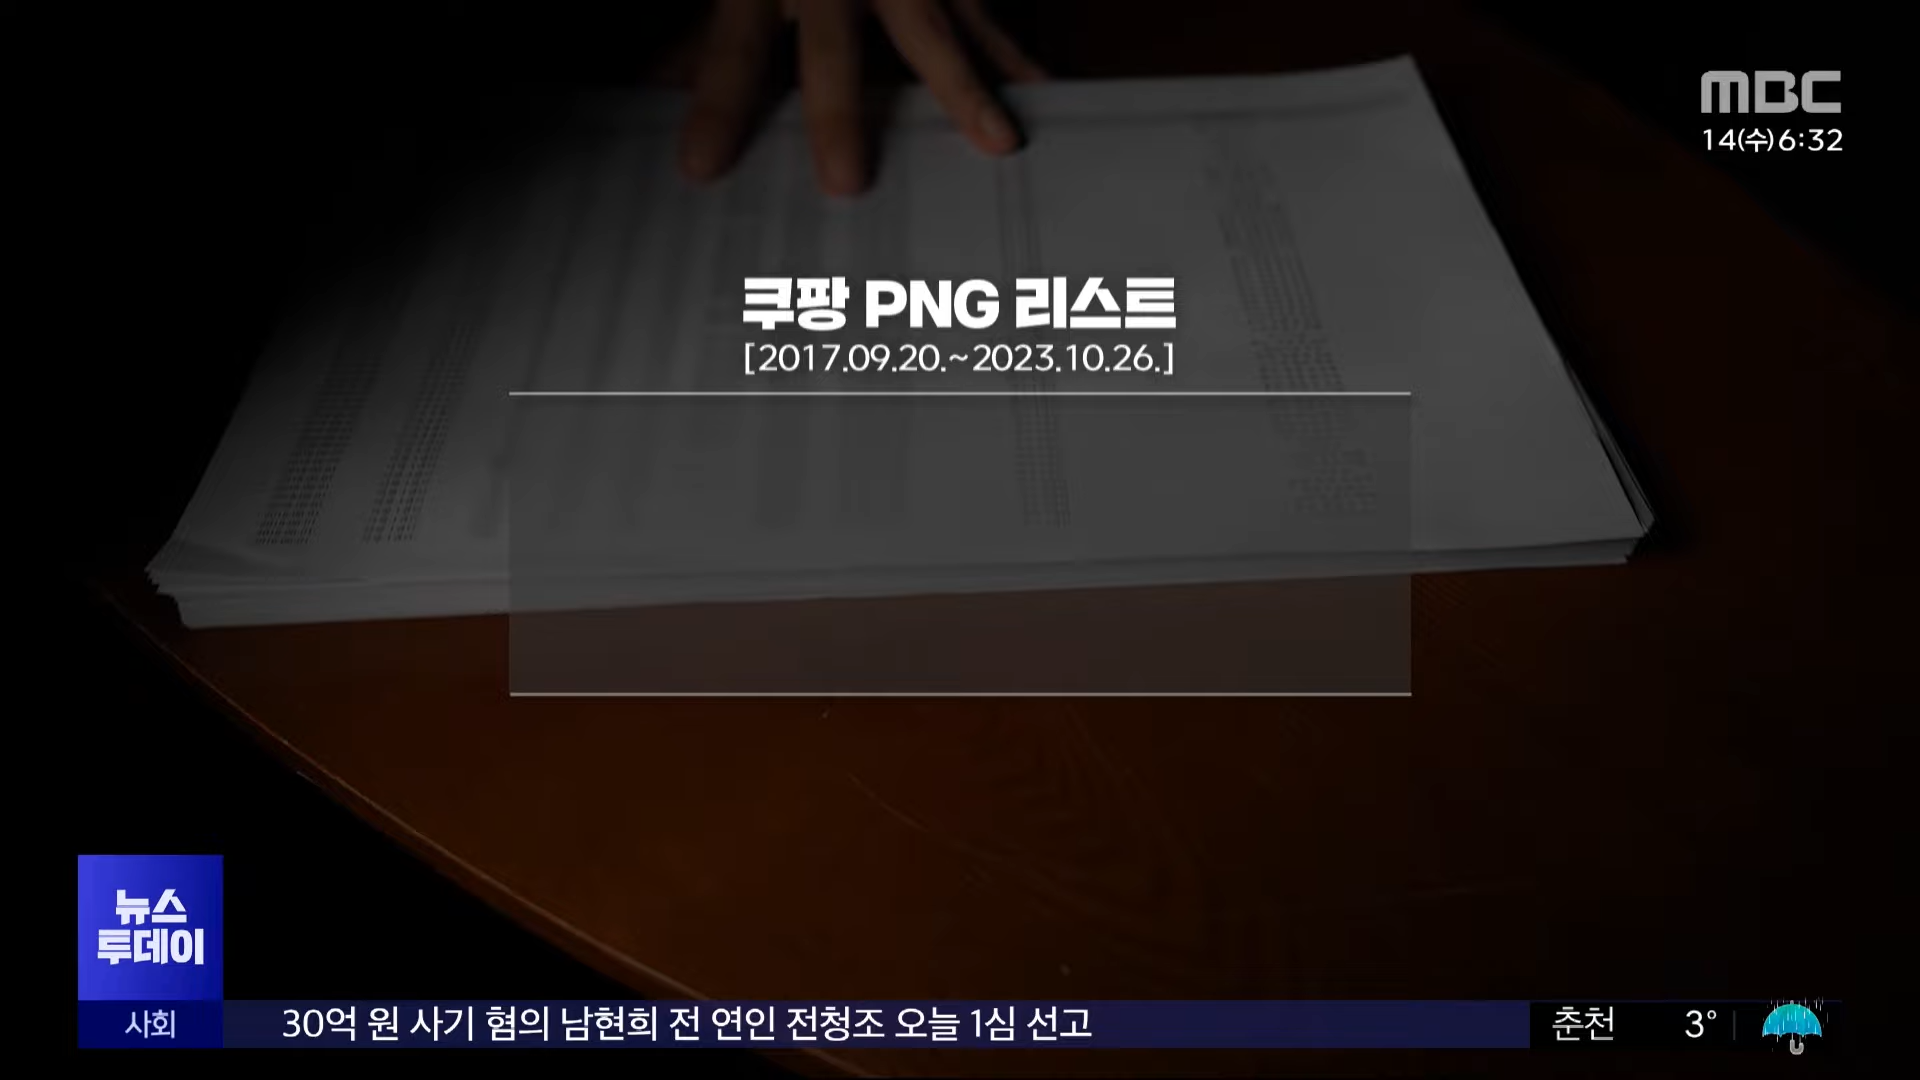 MBC
14(수)6:32
쿠팡 PNG 리스트
[2017.09.20.~2023.10.26.]
뉴스
투데이
사회
30억 원 사기 혐의 남현희 전 연인 전청조 오늘 1심 선고
춘천 3°